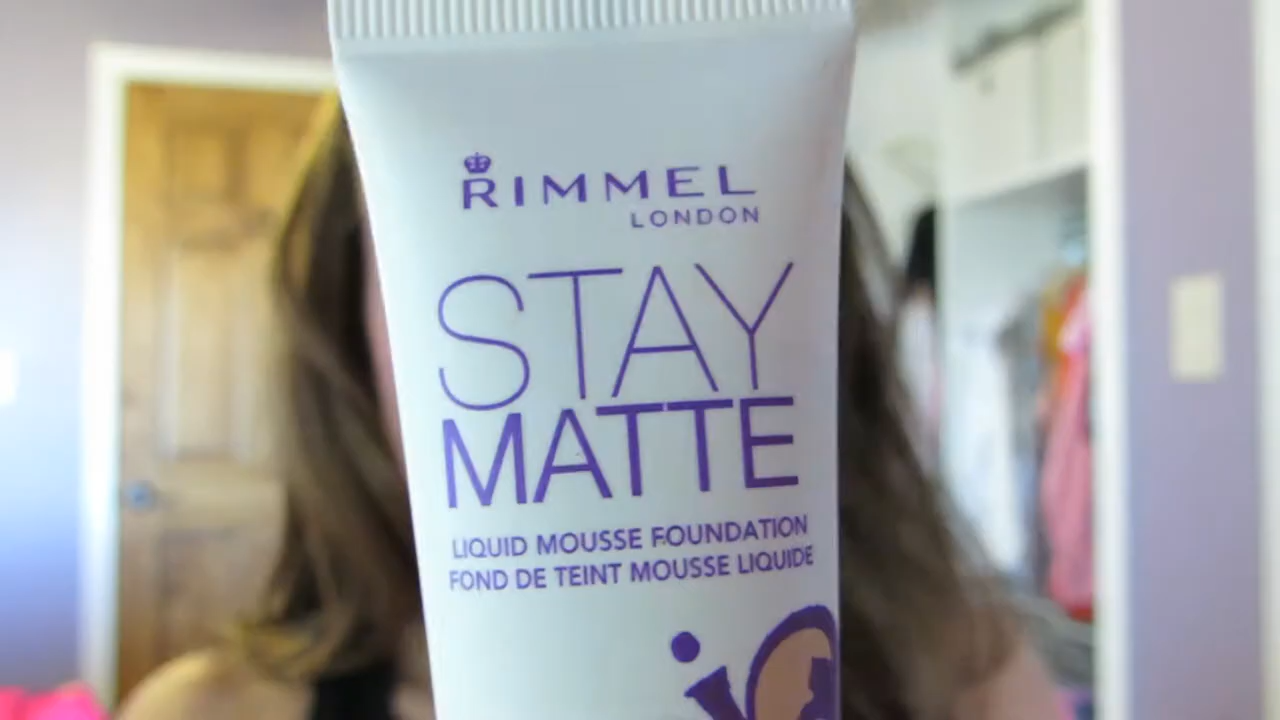 RIMMEL
LONDON
STAY
MATTE
LIQUID MOUSSE FOUNDATION
FOND DE TEINT MOUSSE LIQUIDE